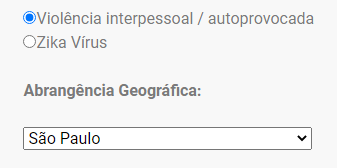 Violência interpessoal / autoprovocada
Zika Vírus
Abrangência Geográfica:
São Paulo